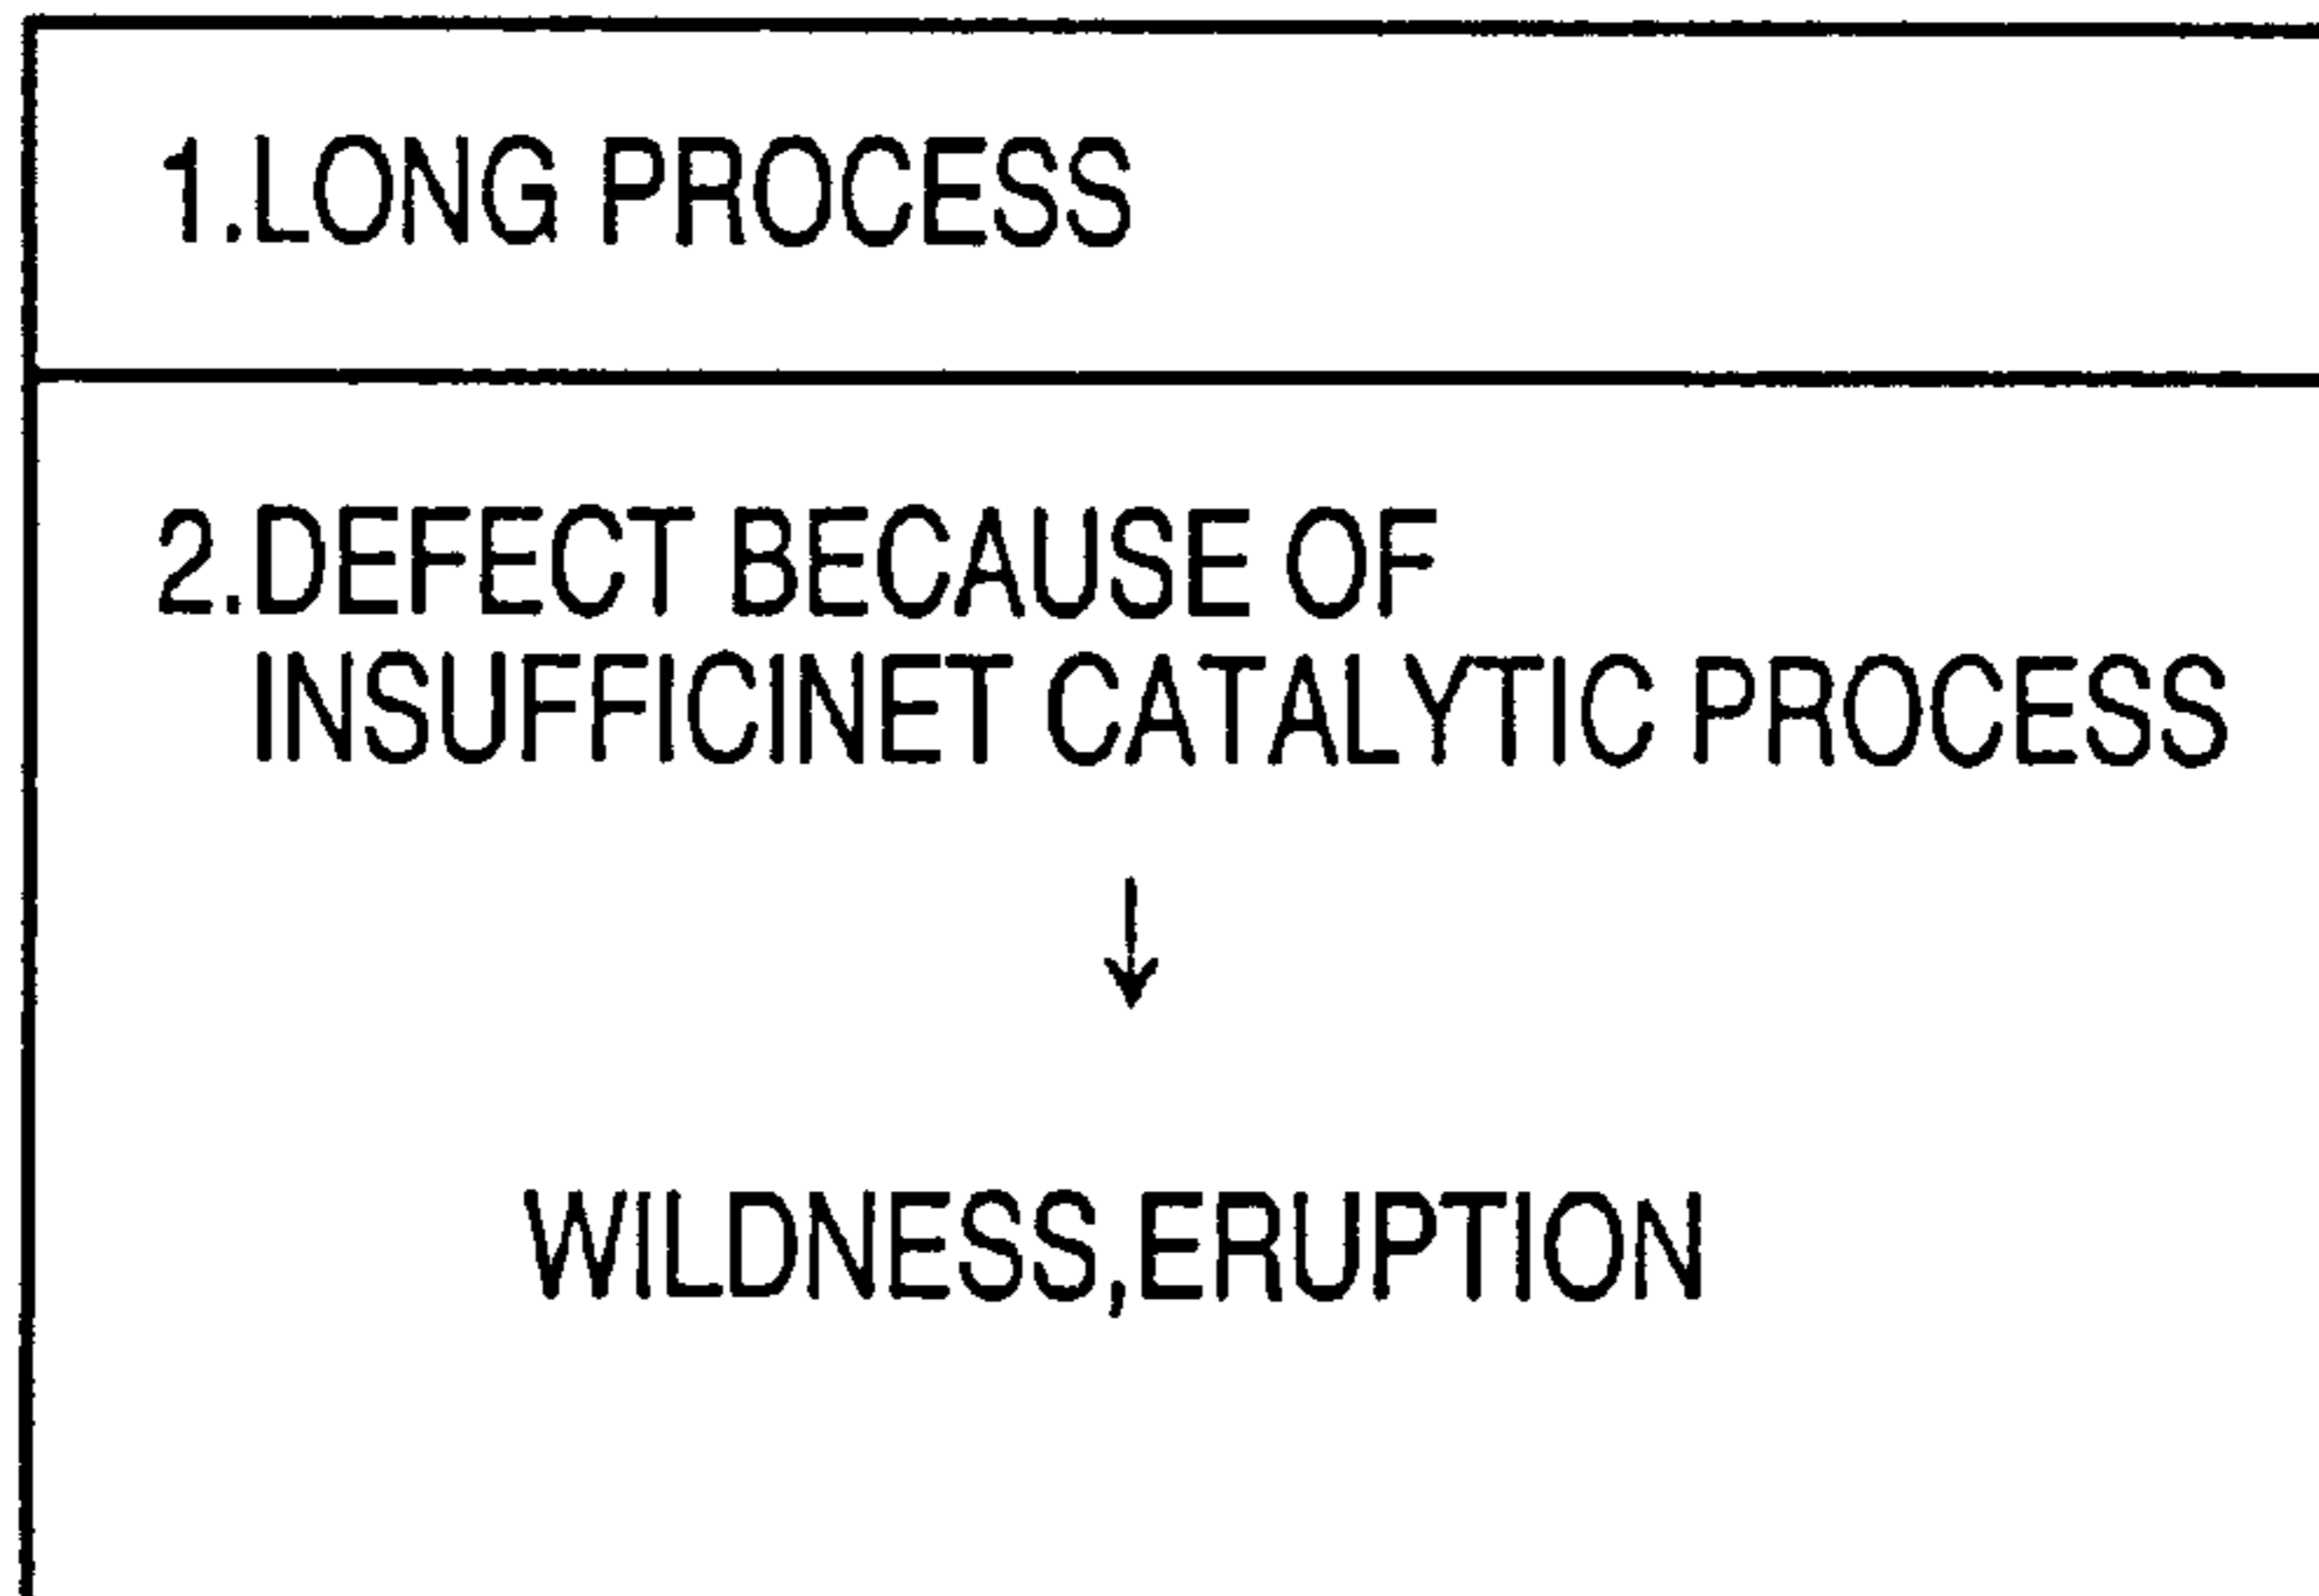 1.LONG PROCESS
2.DEFECT BECAUSE OF
INSUFFICINET CATALYTIC PROCESS
↓
WILDNESS,ERUPTION